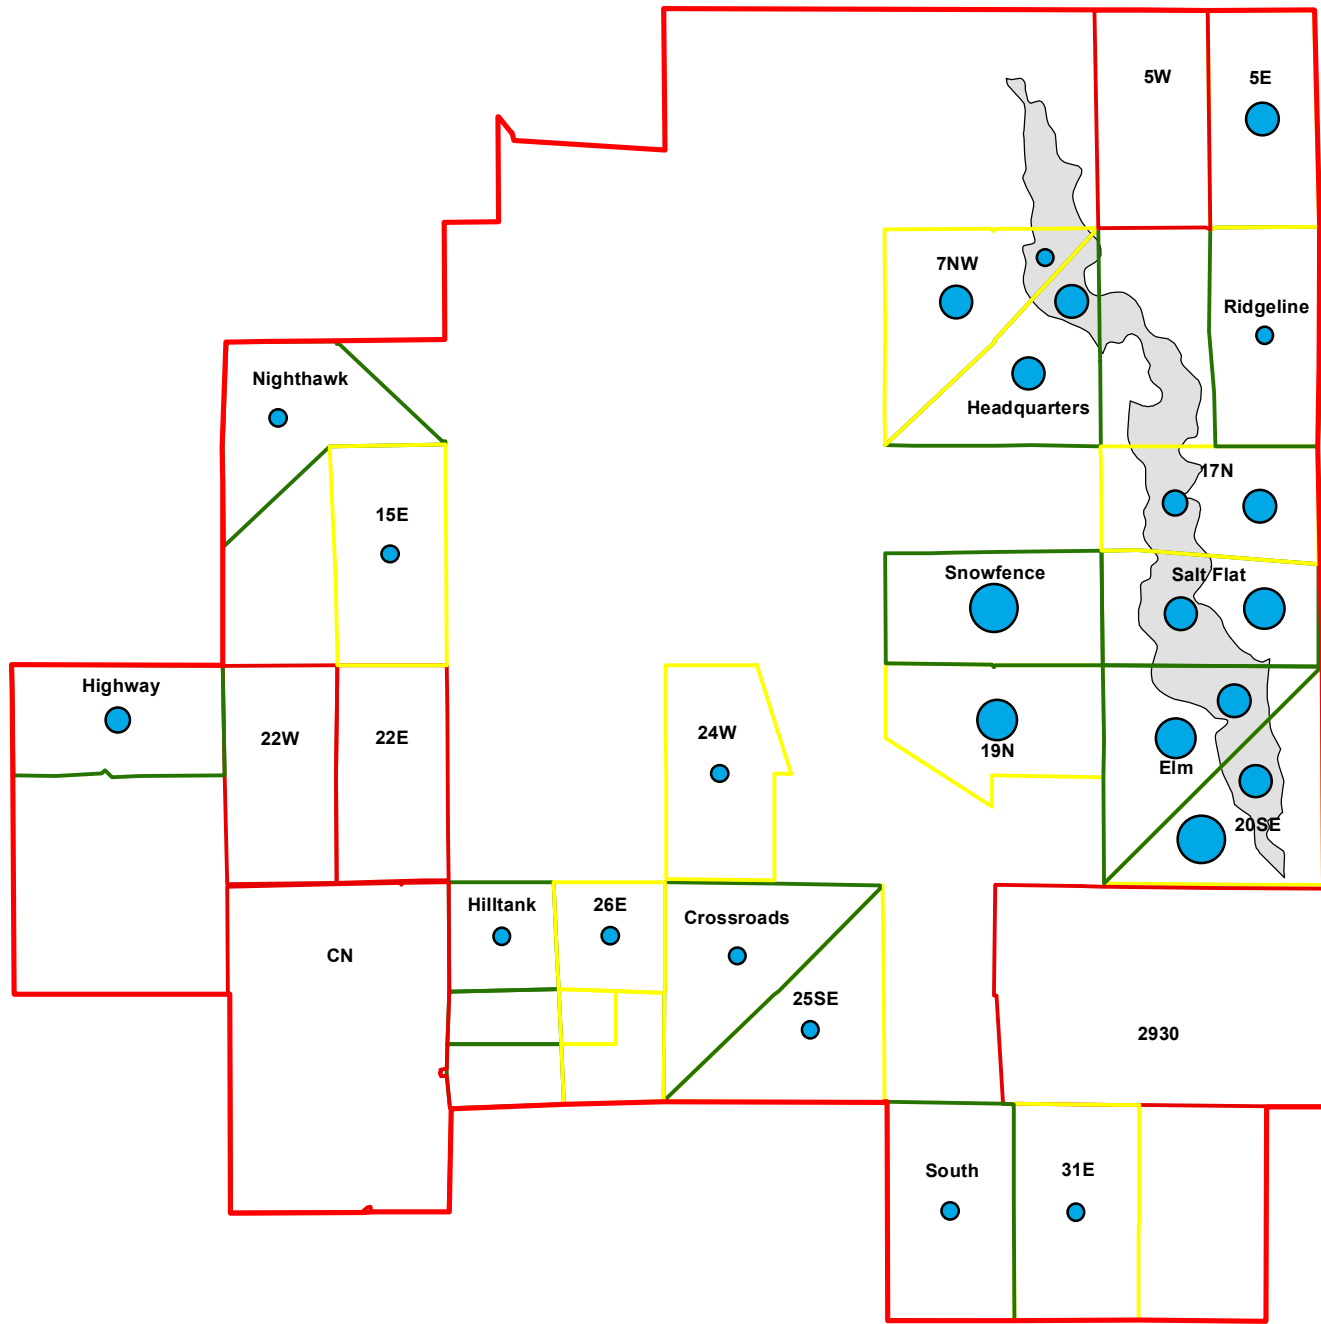 5W
5E
7NW
Ridgeline
Nighthawk
Headquarters
17N
15E
Snowfence
Salt Flat
Highway
22W
22E
24W
19N
Elm
20SE
Hilltank
26E
Crossroads
CN
25SE
2930
South
31E